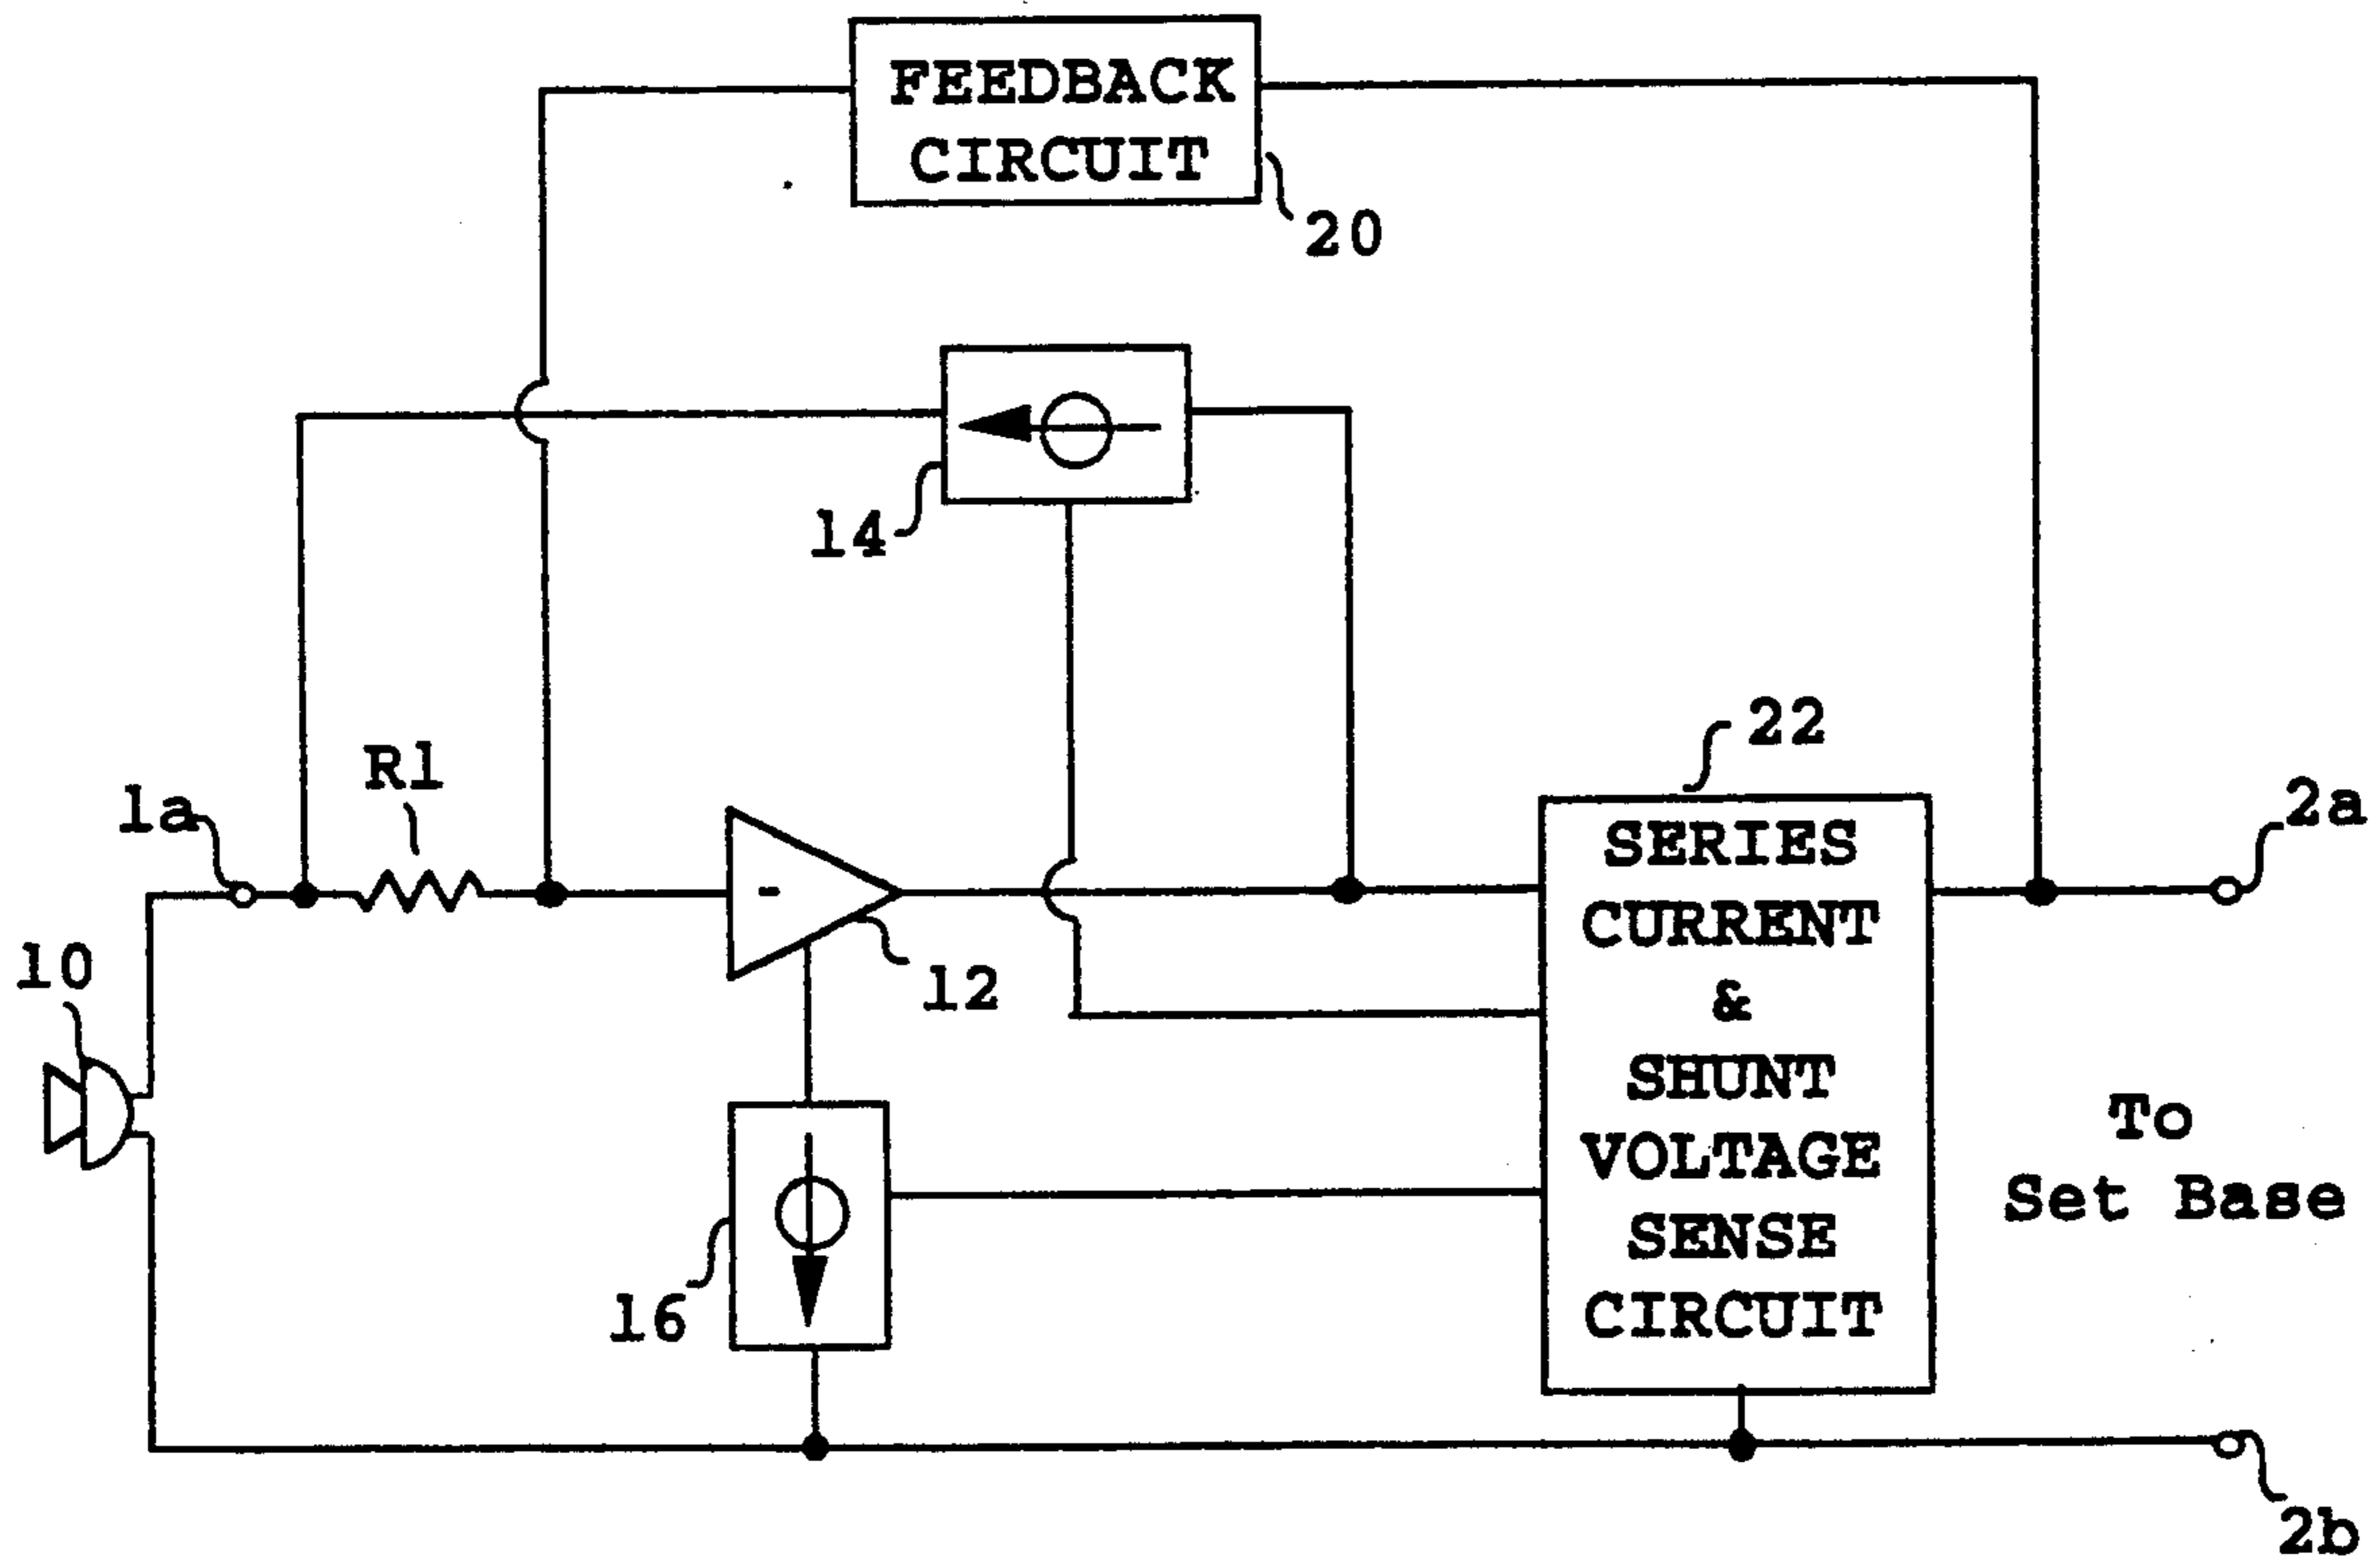 FEEDBACK
CIRCUIT
20
14
22
R1
1a
2a
SERIES
CURRENT
&
SHUNT
VOLTAGE
SENSE
CIRCUIT
-
12
10
To
Set Base
16
2b